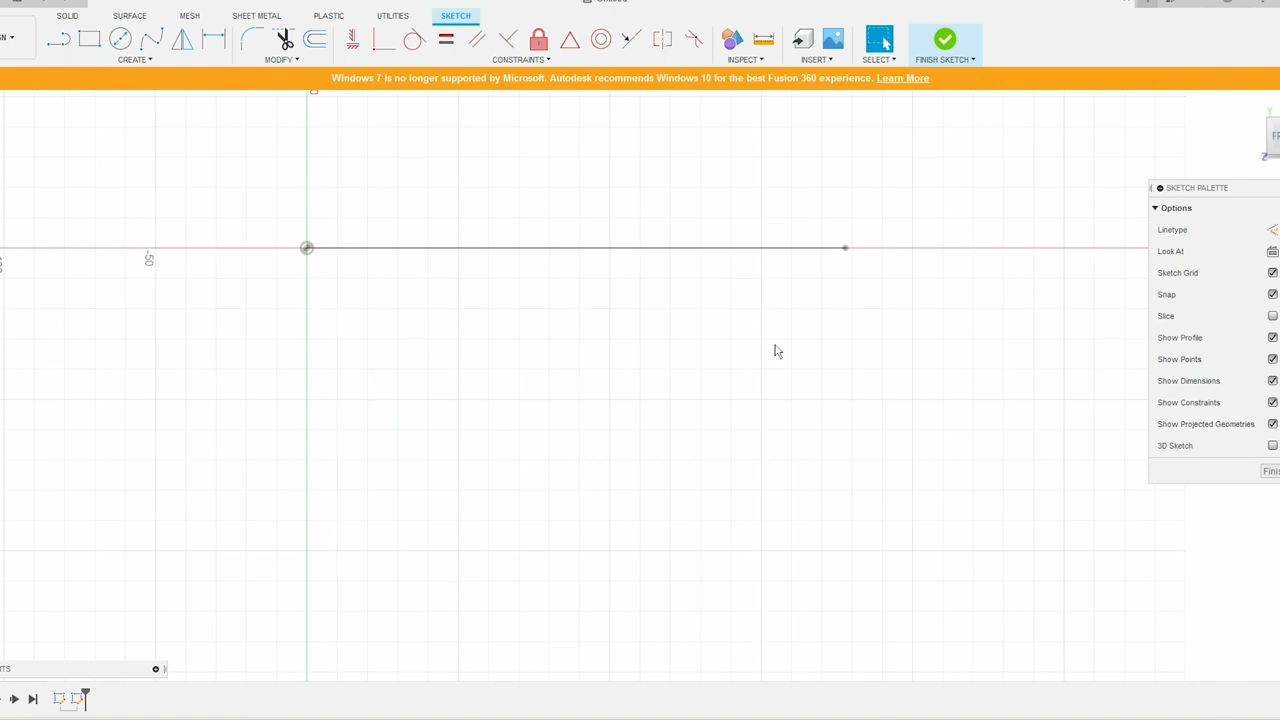 SOLID SURFACE MESH SHEET METAL PLASTIC UTILITIES SKETCH
CREATE MODIFY CONSTRAINTS INSPECT INSERT SELECT FINISH SKETCH
Windows 7 is no longer supported by Microsoft. Autodesk recommends Windows 10 for the best Fusion 360 experience. Learn More
-50
SKETCH PALETTE
Options
Linetype
Look At
Sketch Grid
Snap
Slice
Show Profile
Show Points
Show Dimensions
Show Constraints
Show Projected Geometries
3D Sketch
Finis
NTS